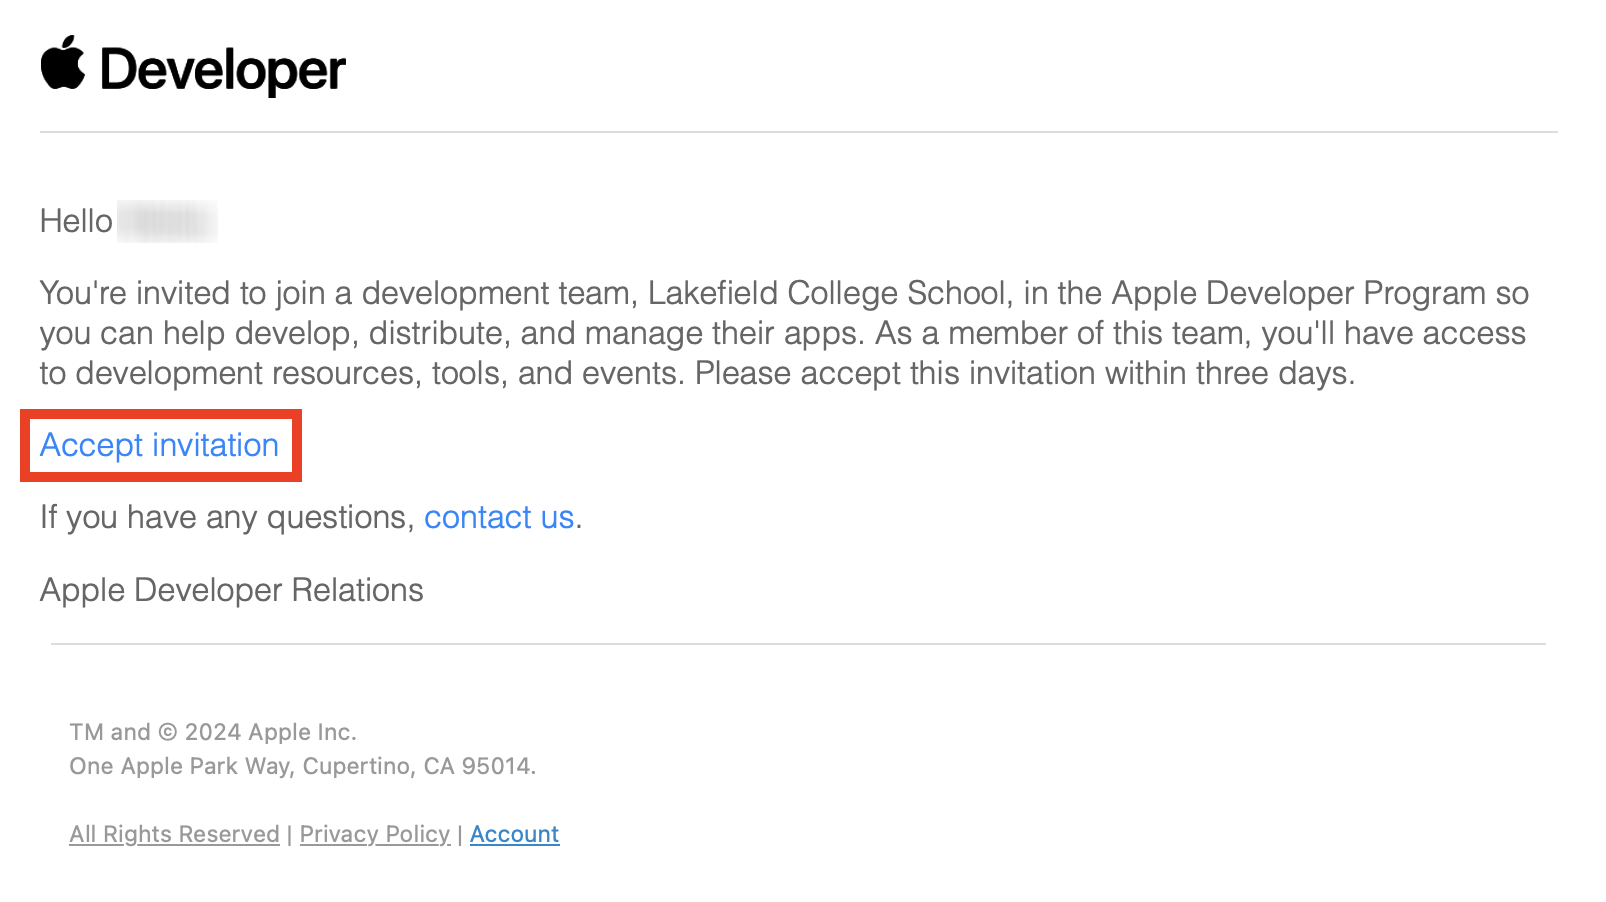 Developer
Hello
You're invited to join a development team, Lakefield College School, in the Apple Developer Program so
you can help develop, distribute, and manage their apps. As a member of this team, you'll have access
to development resources, tools, and events. Please accept this invitation within three days.
Accept invitation
If you have any questions, contact us.
Apple Developer Relations
TM and © 2024 Apple Inc.
One Apple Park Way, Cupertino, CA 95014.
All Rights Reserved | Privacy Policy | Account